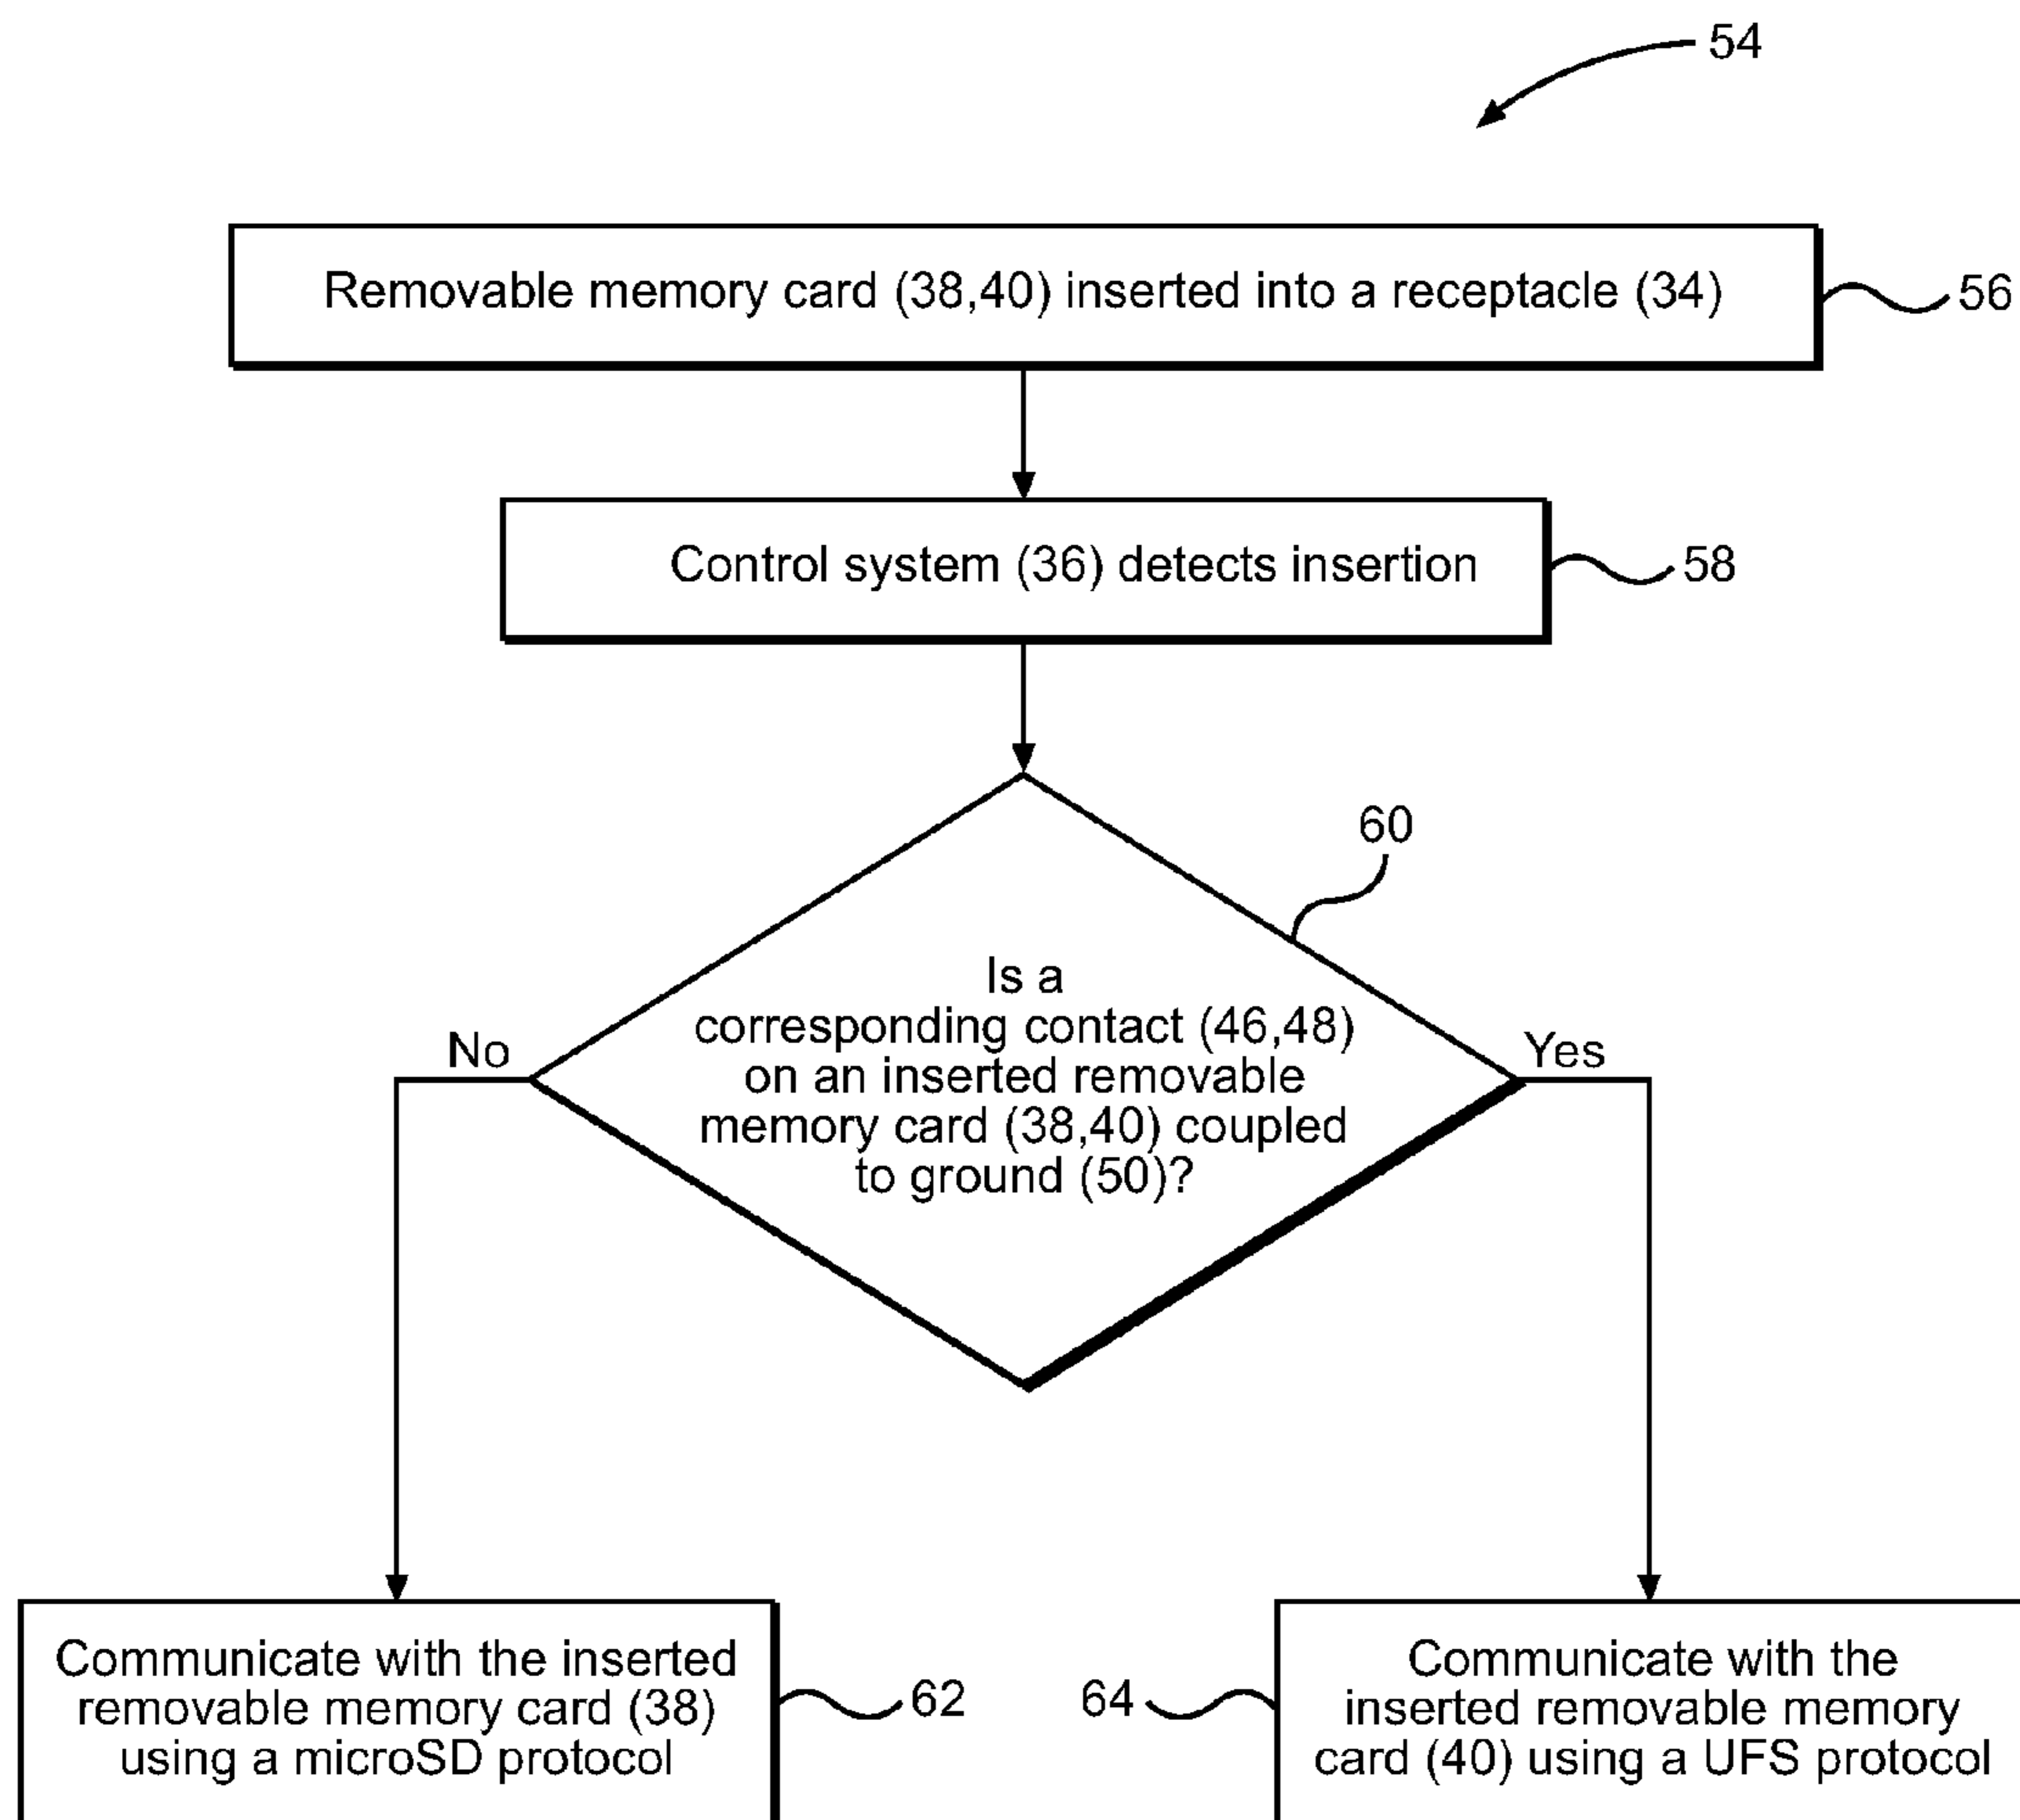 54
Removable memory card (38,40) inserted into a receptacle (34)
56
Control system (36) detects insertion
58
60
Is a
corresponding contact (46,48)
on an inserted removable
memory card (38,40) coupled
to ground (50)?
No
Yes
Communicate with the inserted
removable memory card (38)
using a microSD protocol
62
64
Communicate with the
inserted removable memory
card (40) using a UFS protocol